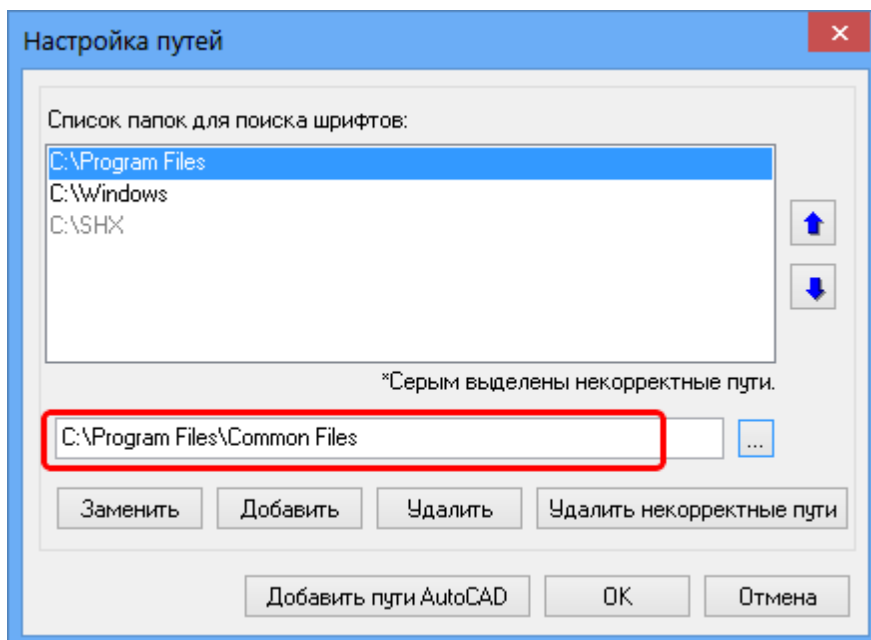 Настройка путей
Список папок для поиска шрифтов:
C:\Program Files
C:\Windows
C:\SHX
*Серым выделены некорректные пути.
C:\Program Files\Common Files
...
Заменить Добавить Удалить Удалить некорректные пути
Добавить пути AutoCAD OK Отмена